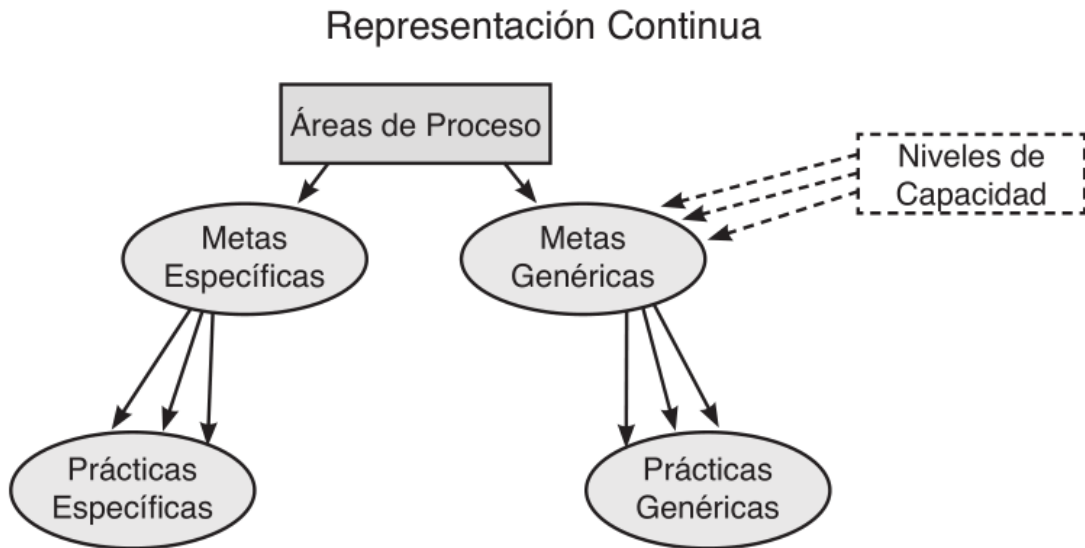 Representación Continua
Áreas de Proceso
Niveles de
Capacidad
Metas
Específicas
Metas
Genéricas
Prácticas
Específicas
Prácticas
Genéricas